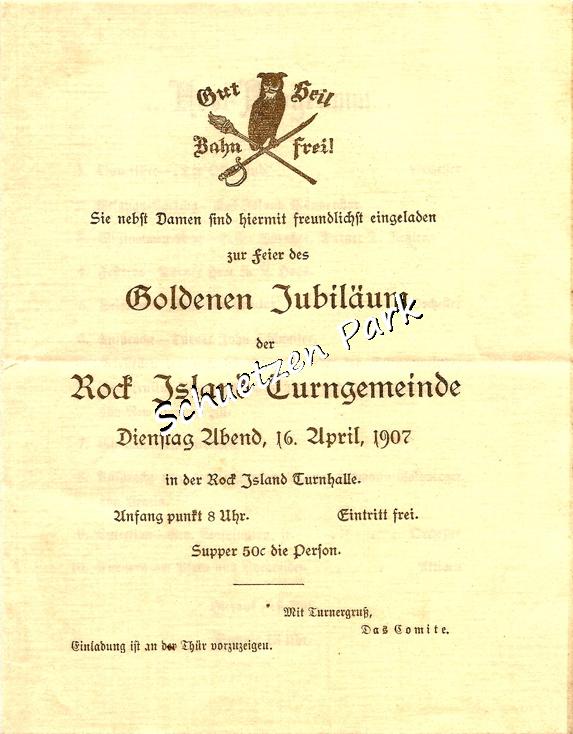 Gut Heil
Bahn frei!
Sie nebst Damen sind hiermit freundlichst eingeladen
zur Feier des
Goldenen Jubiläum
der
Rock Island Turngemeinde
Schuetzen Park
Dienstag Abend, 16. April, 1907
in der Rock Island Turnhalle.
Anfang punkt 8 Uhr. Eintritt frei.
Supper 50c die Person.
Mit Turnergruß,
Das Comite.
Einladung ist an der Thür vorzuzeigen.